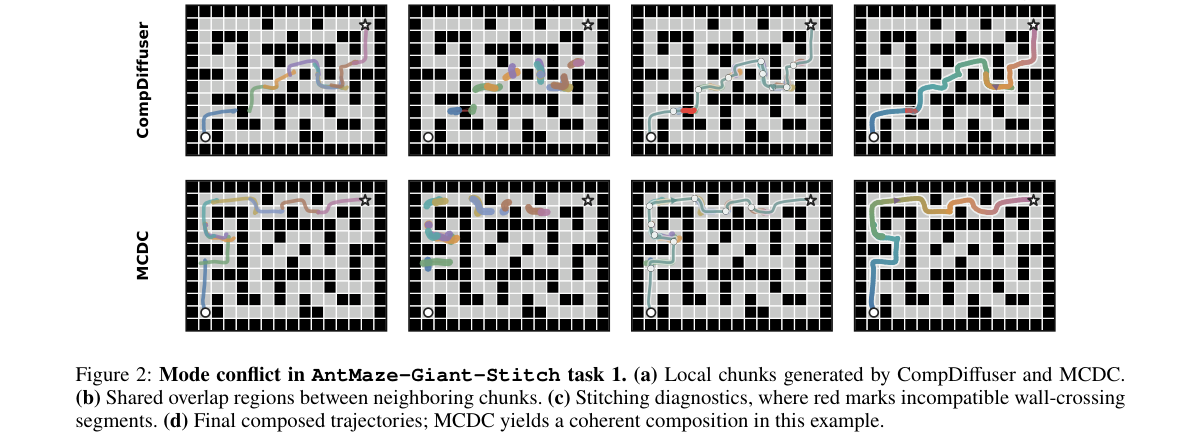 CompDiffuser
MCDC
Figure 2: Mode conflict in AntMaze-Giant-Stitch task 1. (a) Local chunks generated by CompDiffuser and MCDC.
(b) Shared overlap regions between neighboring chunks. (c) Stitching diagnostics, where red marks incompatible wall-crossing
segments. (d) Final composed trajectories; MCDC yields a coherent composition in this example.